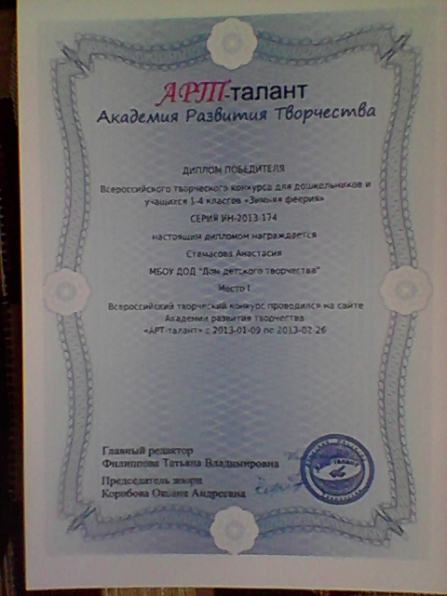 АРТ-талант
Академия Развития Творчества
ДИПЛОМ ПОБЕДИТЕЛЯ
Всероссийского творческого конкурса для дошкольников и
учащихся 1-4 классов «Зимняя феерия»
СЕРИЯ ИН-2013-174
настоящим дипломом награждается
Стамасова Анастасия
МБОУ ДОД "Дом детского творчества"
Место I
Всероссийский творческий конкурс проводился на сайте
Академии развития творчества
«АРТ-талант» с 2013-01-09 по 2013-02-26
Главный редактор
Филиппова Татьяна Владимировна
Председатель жюри
Коробова Оксана Андреевна
АРТ-ТАЛАНТ